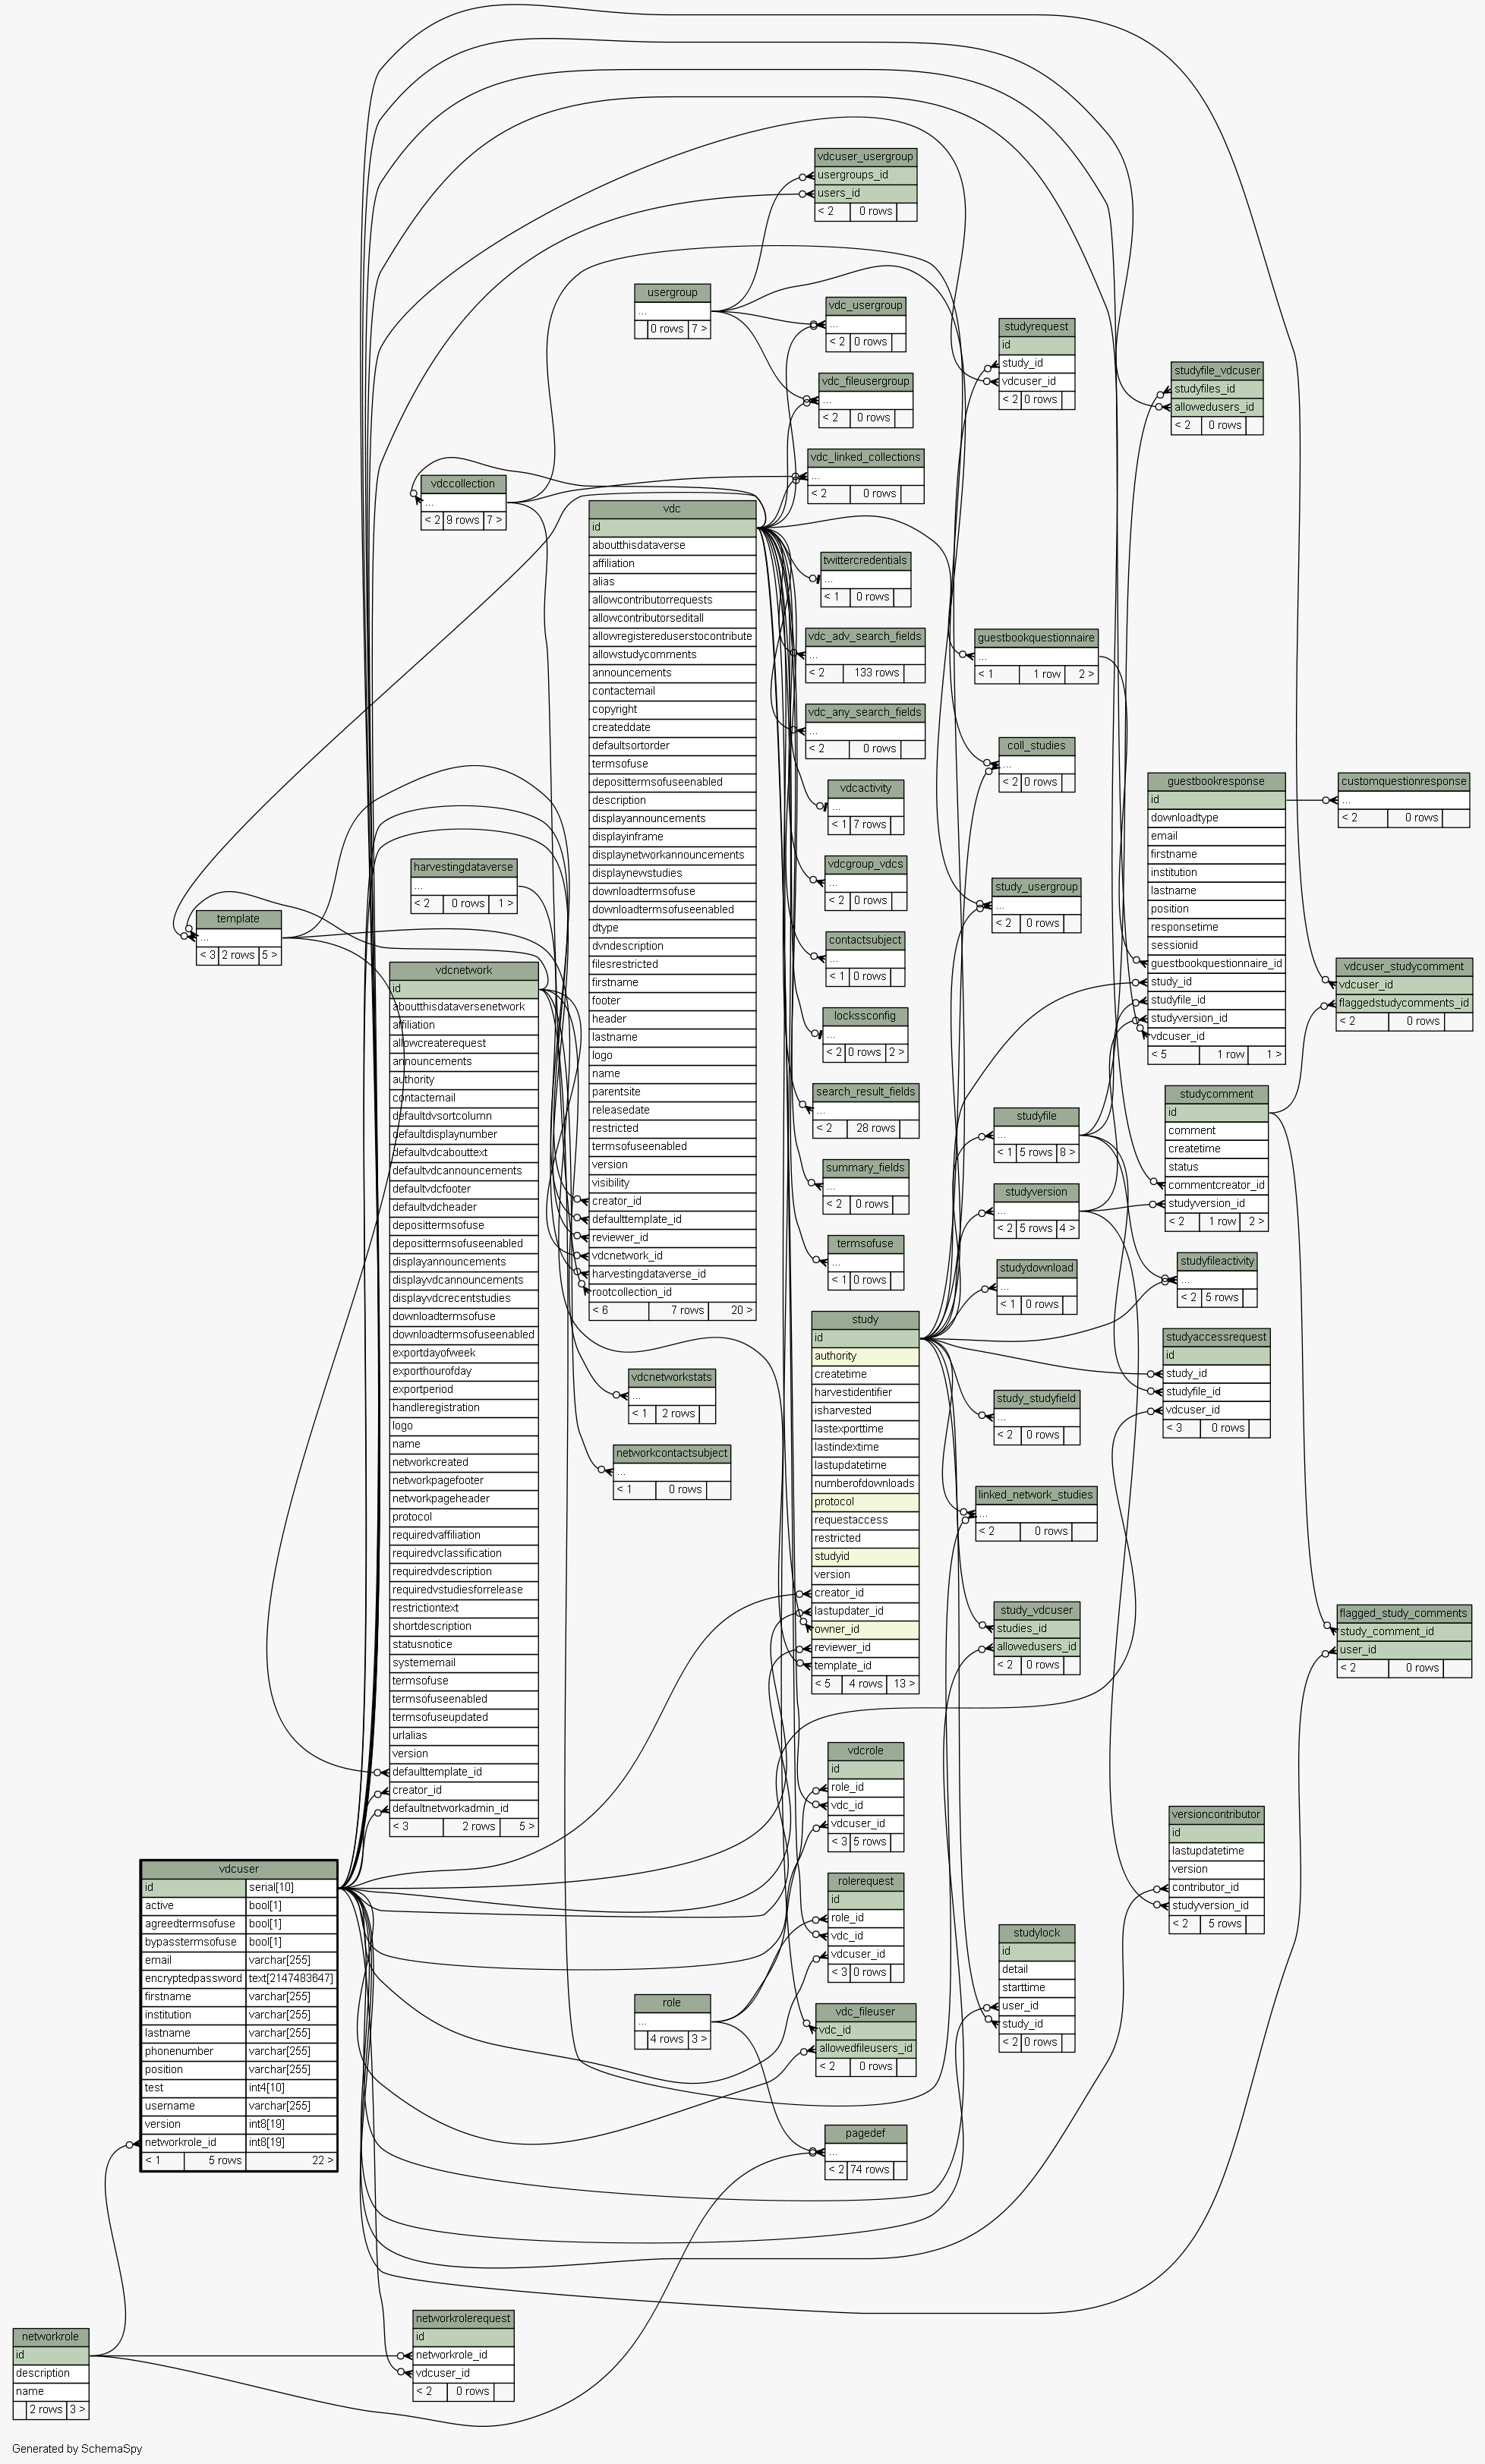 vdcuser_usergroup
usergroups_id
users_id
< 2 0 rows
usergroup
...
0 rows 7 >
vdc_usergroup
...
< 2 0 rows
studyrequest
id
study_id
vdcuser_id
< 2 0 rows
studyfile_vdcuser
studyfiles_id
allowedusers_id
< 2 0 rows
vdc_fileusergroup
...
< 2 0 rows
vdc_linked_collections
...
< 2 0 rows
vdccollection
...
< 2 9 rows 7 >
vdc
id
aboutthisdataverse
affiliation
alias
allowcontributorrequests
allowcontributorseditall
allowregistereduserstocontribute
allowstudycomments
announcements
contactemail
copyright
createddate
defaultsortorder
termsofuse
deposittermsofuseenabled
description
displayannouncements
displayinframe
displaynetworkannouncements
displaynewstudies
downloadtermsofuse
downloadtermsofuseenabled
dtype
dvndescription
filesrestricted
firstname
footer
header
lastname
logo
name
parentsite
releasedate
restricted
termsofuseenabled
version
visibility
creator_id
defaulttemplate_id
reviewer_id
vdcnetwork_id
harvestingdataverse_id
rootcollection_id
< 6 7 rows 20 >
twittercredentials
...
< 1 0 rows
vdc_adv_search_fields
...
< 2 133 rows
guestbookquestionnaire
...
< 1 1 row 2 >
vdc_any_search_fields
...
< 2 0 rows
coll_studies
...
< 2 0 rows
vdcactivity
...
< 1 7 rows
guestbookresponse
id
downloadtype
email
firstname
institution
lastname
position
responsetime
sessionid
guestbookquestionnaire_id
study_id
studyfile_id
studyversion_id
vdcuser_id
< 5 1 row 1 >
customquestionresponse
...
< 2 0 rows
harvestingdataverse
...
< 2 0 rows 1 >
vdcgroup_vdcs
...
< 2 0 rows
study_usergroup
...
< 2 0 rows
template
...
< 3 2 rows 5 >
contactsubject
...
< 1 0 rows
vdcuser_studycomment
vdcuser_id
flaggedstudycomments_id
< 2 0 rows
vdcnetwork
id
aboutthisdataversenetwork
affiliation
allowcreaterequest
announcements
authority
contactemail
defaultdvsortcolumn
defaultdisplaynumber
defaultvdcabouttext
defaultvdcannouncements
defaultvdcfooter
defaultvdcheader
deposittermsofuse
deposittermsofuseenabled
displayannouncements
displayvdcannouncements
displayvdcrecentstudies
downloadtermsofuse
downloadtermsofuseenabled
exportdayofweek
exporthourofday
exportperiod
handleregistration
logo
name
networkcreated
networkpagefooter
networkpageheader
protocol
requiredvaffiliation
requiredvclassification
requiredvdescription
requiredvstudiesforrelease
restrictiontext
shortdescription
statusnotice
systememail
termsofuse
termsofuseenabled
termsofuseupdated
urlalias
version
defaulttemplate_id
creator_id
defaultnetworkadmin_id
< 3 2 rows 5 >
lockssconfig
...
< 2 0 rows 2 >
search_result_fields
...
< 2 28 rows
studyfile
...
< 1 5 rows 8 >
studycomment
id
comment
createtime
status
commentcreator_id
studyversion_id
< 2 1 row 2 >
summary_fields
...
< 2 0 rows
studyversion
...
< 2 5 rows 4 >
termsofuse
...
< 1 0 rows
studydownload
...
< 1 0 rows
studyfileactivity
...
< 2 5 rows
study
id
authority
createtime
harvestidentifier
isharvested
lastexporttime
lastindextime
lastupdatetime
numberofdownloads
protocol
requestaccess
restricted
studyid
version
creator_id
lastupdater_id
owner_id
reviewer_id
template_id
< 5 4 rows 13 >
studyaccessrequest
id
study_id
studyfile_id
vdcuser_id
< 3 0 rows
vdcnetworkstats
...
< 1 2 rows
study_studyfield
...
< 2 0 rows
networkcontactsubject
...
< 1 0 rows
linked_network_studies
...
< 2 0 rows
study_vdcuser
studies_id
allowedusers_id
< 2 0 rows
flagged_study_comments
study_comment_id
user_id
< 2 0 rows
vdcrole
id
role_id
vdc_id
vdcuser_id
< 3 5 rows
versioncontributor
id
lastupdatetime
version
contributor_id
studyversion_id
< 2 5 rows
vdcuser
id serial[10]
active bool[1]
agreedtermsofuse bool[1]
bypasstermsofuse bool[1]
email varchar[255]
encryptedpassword text[2147483647]
firstname varchar[255]
institution varchar[255]
lastname varchar[255]
phonenumber varchar[255]
position varchar[255]
test int4[10]
username varchar[255]
version int8[19]
networkrole_id int8[19]
< 1 5 rows 22 >
rolerequest
id
role_id
vdc_id
vdcuser_id
< 3 0 rows
studylock
id
detail
starttime
user_id
study_id
< 2 0 rows
role
...
4 rows 3 >
vdc_fileuser
vdc_id
allowedfileusers_id
< 2 0 rows
pagedef
...
< 2 74 rows
networkrolerequest
id
networkrole_id
vdcuser_id
< 2 0 rows
networkrole
id
description
name
2 rows 3 >
Generated by SchemaSpy